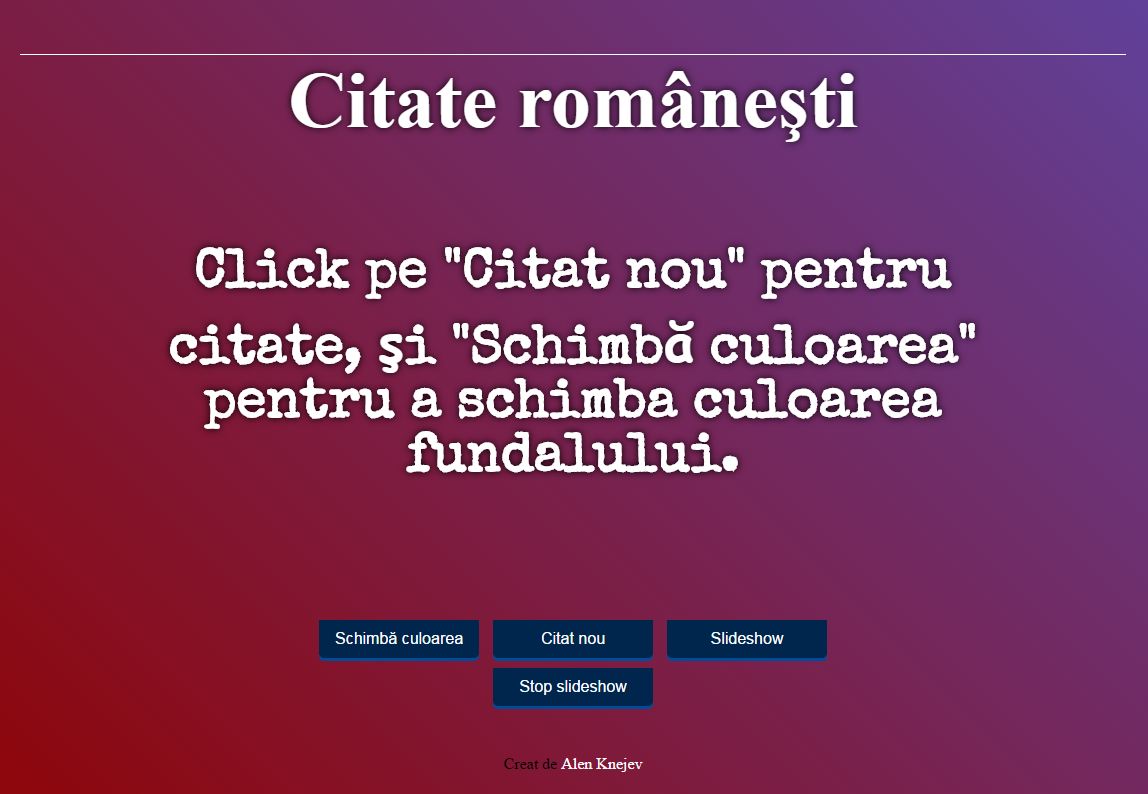 Citate româneşti
Click pe "Citat nou" pentru
citate, şi "Schimbă culoarea"
pentru a schimba culoarea
fundalului.
Schimbă culoarea
Citat nou
Slideshow
Stop slideshow
Creat de Alen Knejev